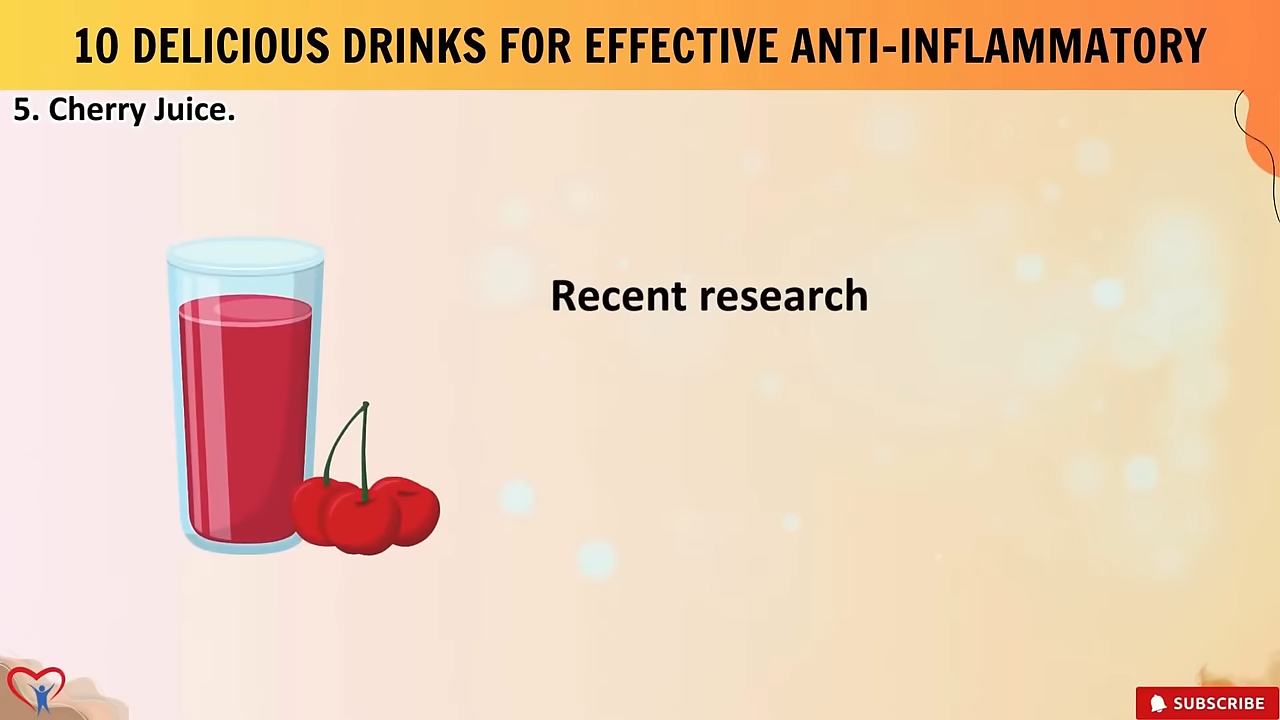 10 DELICIOUS DRINKS FOR EFFECTIVE ANTI-INFLAMMATORY
5. Cherry Juice.
Recent research
SUBSCRIBE